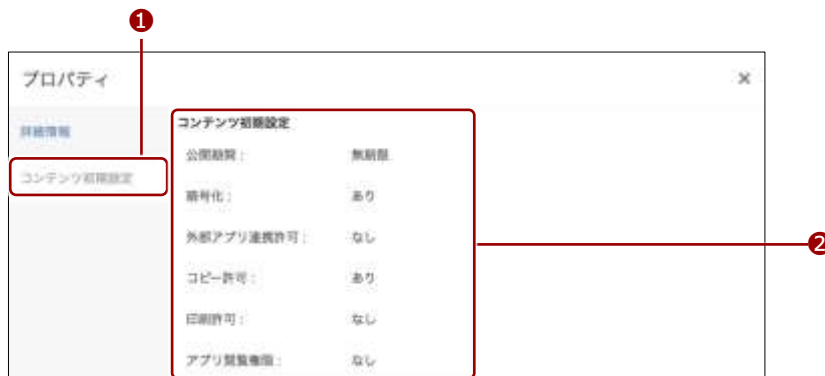 1
プロパティ ×
詳細情報
コンテンツ初期設定
コンテンツ初期設定
公開期間： 無期限
暗号化： あり
外部アプリ連携許可： なし
コピー許可： あり
印刷許可： なし
アプリ閲覧権限： なし
2